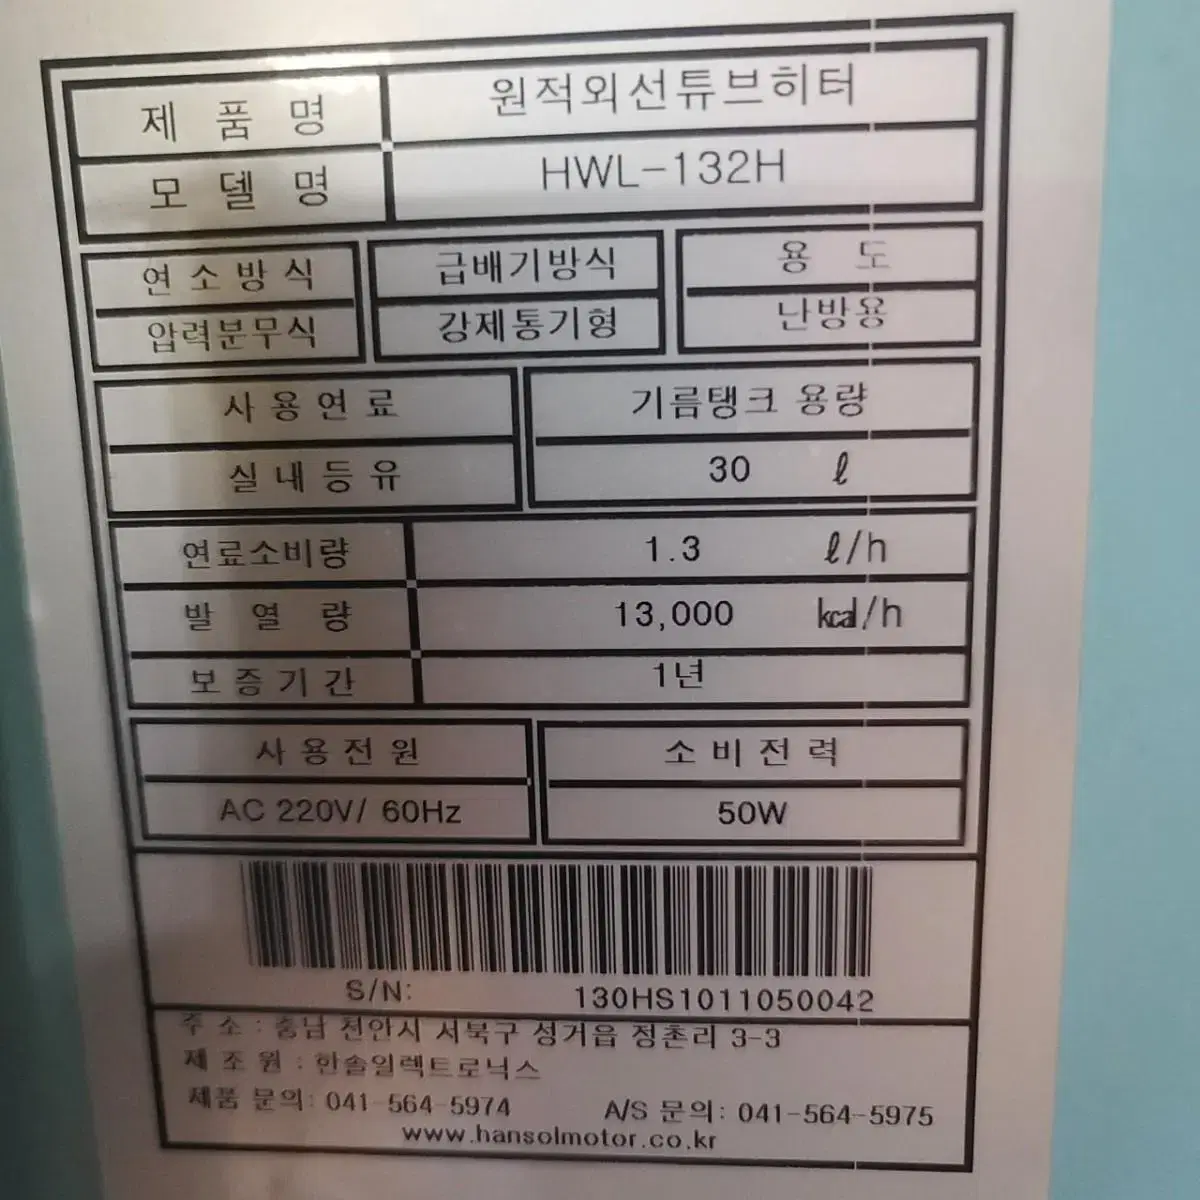 제 품 명 원적외선튜브히터
모 델 명 HWL-132H
연 소 방 식 급배기방식 용 도
압력분무식 강제통기형 난방용
사 용 연 료 기름탱크 용량
실 내 등 유 30 ℓ
연료소비량 1.3 ℓ/h
발 열 량 13,000 kcal/h
보 증 기 간 1년
사 용 전 원 소 비 전 력
AC 220V/ 60Hz 50W
S/N: 130HS1011050042
주 소 : 충남 천안시 서북구 성거읍 정촌리 3-3
제 조 원 : 한솔일렉트로닉스
제품 문의: 041-564-5974 A/S 문의: 041-564-5975
www.hansolmotor.co.kr